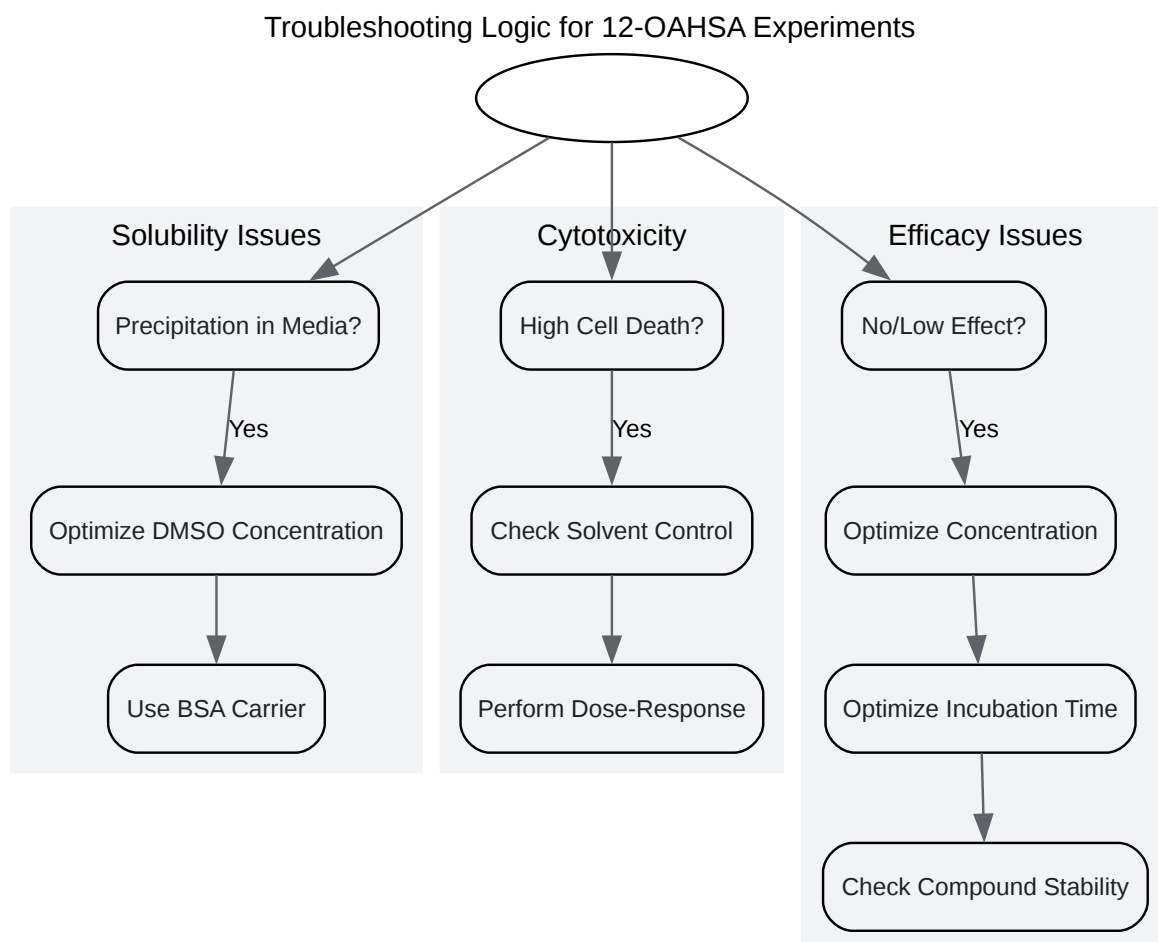 Troubleshooting Logic for 12-OAHSA Experiments
Solubility Issues
Precipitation in Media?
Yes
Optimize DMSO Concentration
Use BSA Carrier
Cytotoxicity
High Cell Death?
Yes
Check Solvent Control
Perform Dose-Response
Efficacy Issues
No/Low Effect?
Yes
Optimize Concentration
Optimize Incubation Time
Check Compound Stability